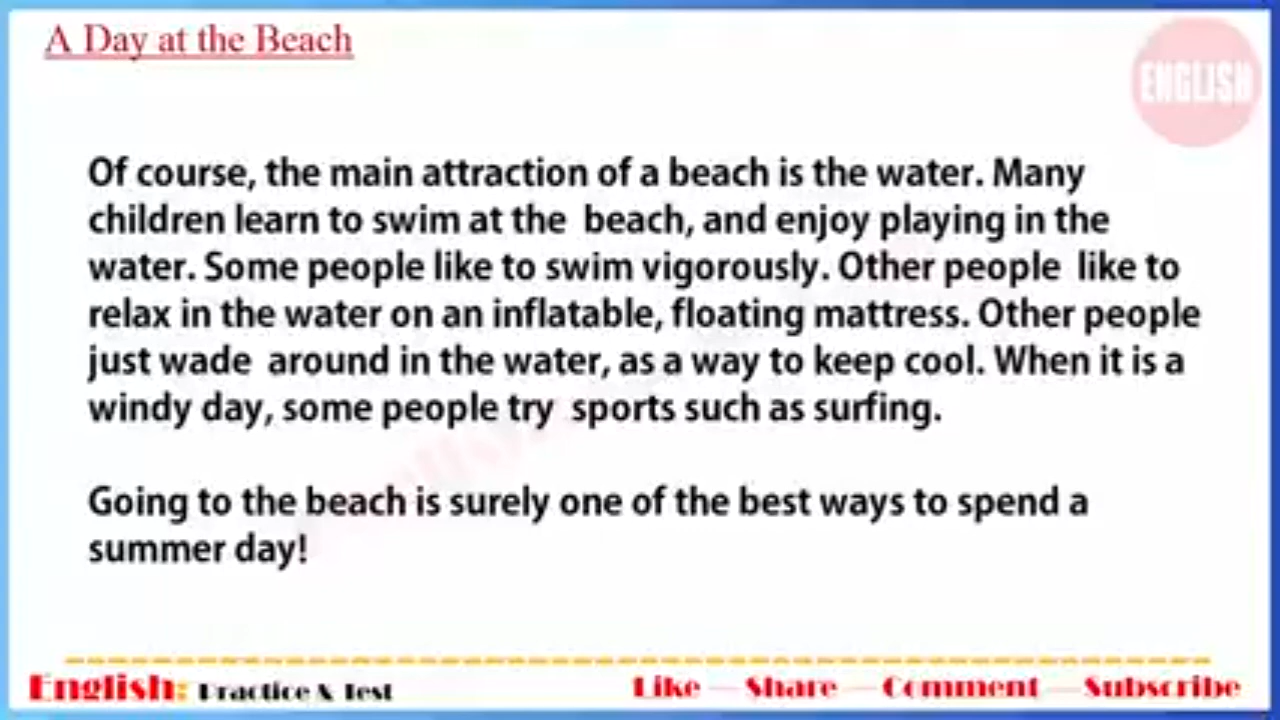 A Day at the Beach
ENGLISH
Of course, the main attraction of a beach is the water. Many
children learn to swim at the beach, and enjoy playing in the
water. Some people like to swim vigorously. Other people like to
relax in the water on an inflatable, floating mattress. Other people
just wade around in the water, as a way to keep cool. When it is a
windy day, some people try sports such as surfing.
Going to the beach is surely one of the best ways to spend a
summer day!
English: Practice & Test
Like — Share — Comment — Subscribe